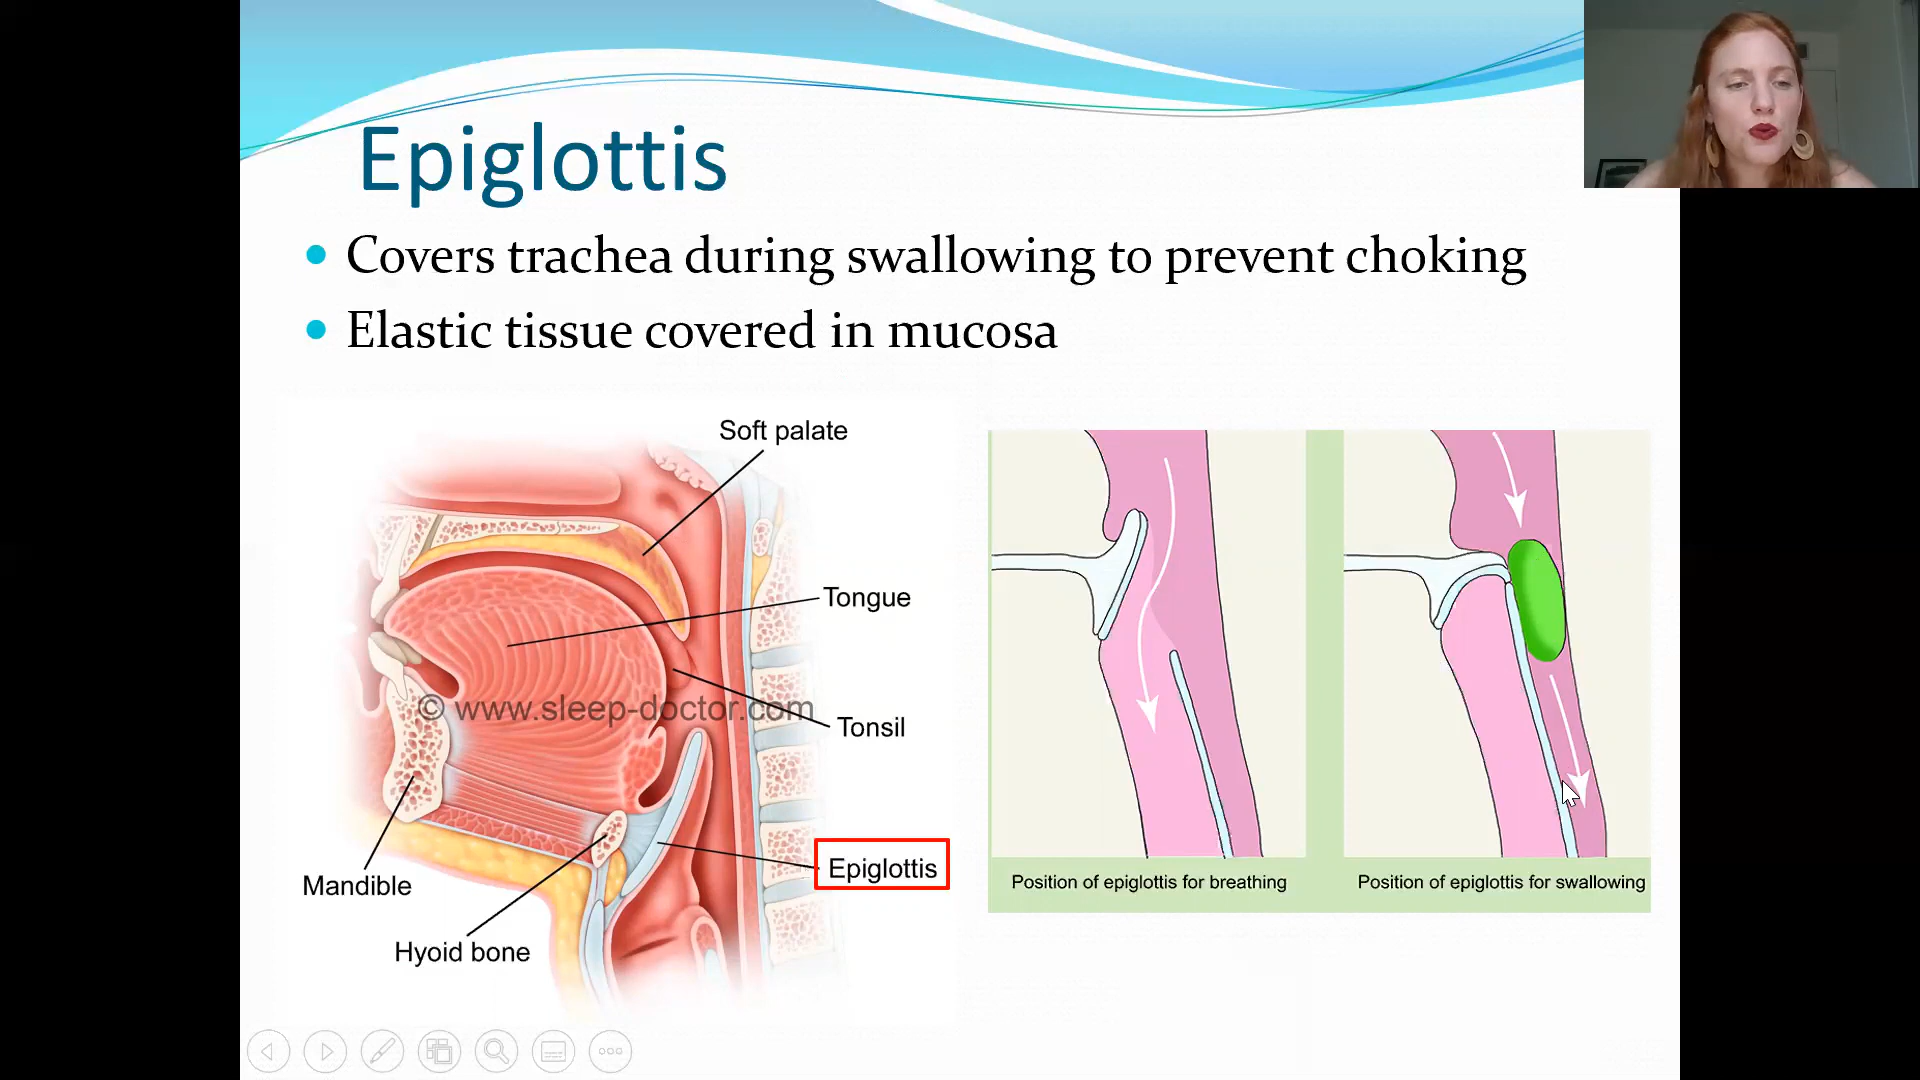 Epiglottis
Covers trachea during swallowing to prevent choking
Elastic tissue covered in mucosa
Soft palate
Tongue
© www.sleep-doctor.com
Tonsil
Epiglottis
Mandible
Hyoid bone
Position of epiglottis for breathing
Position of epiglottis for swallowing